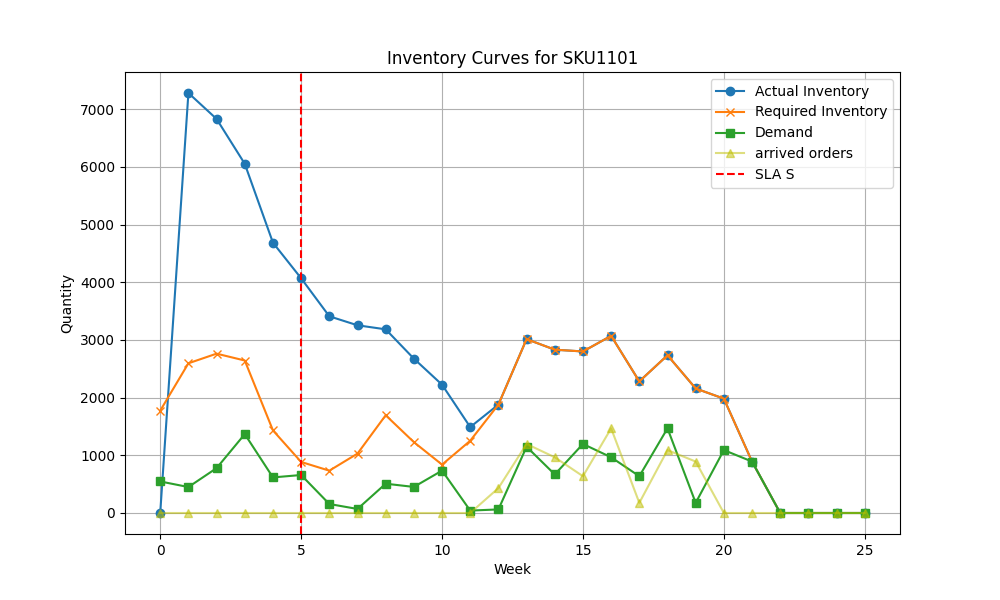 Inventory Curves for SKU1101
Actual Inventory
Required Inventory
Demand
arrived orders
SLA S
7000
6000
5000
4000
3000
2000
1000
0
Quantity
0 5 10 15 20 25
Week